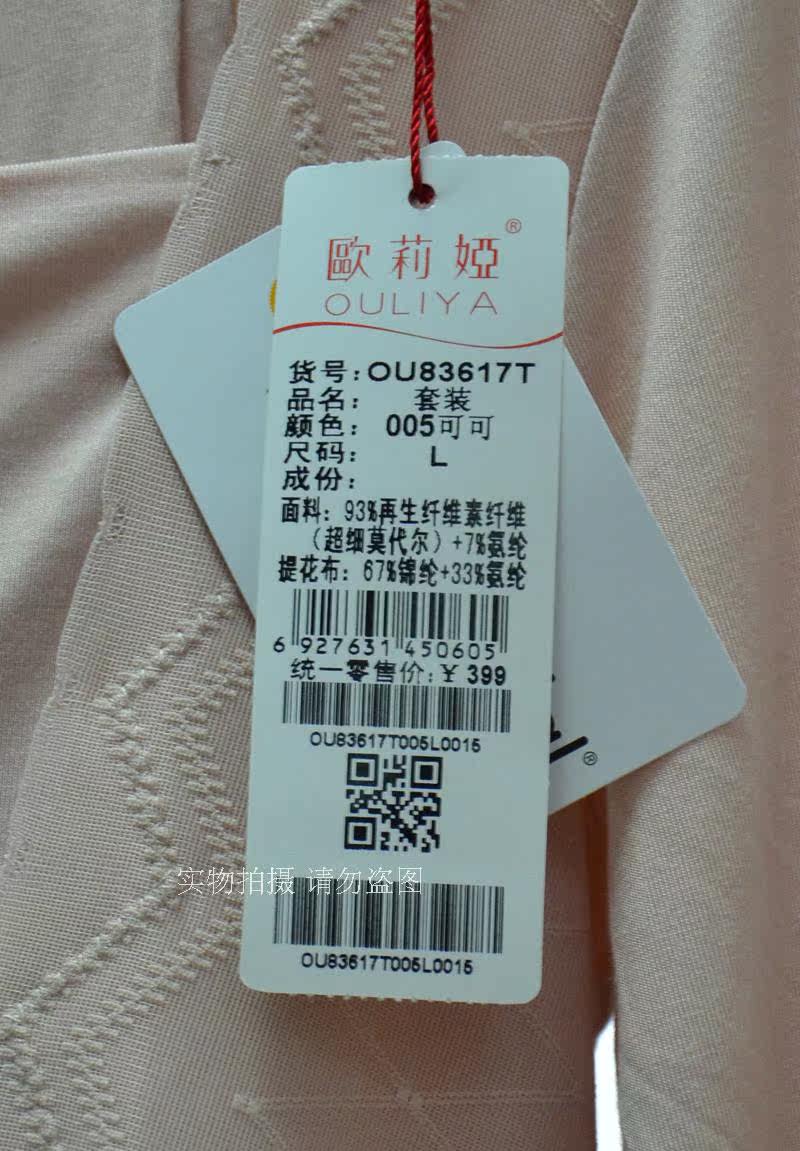 歐莉婭®
OULIYA
货号:OU83617T
品名: 套装
颜色: 005可可
尺码: L
成份:
面料: 93%再生纤维素纤维
(超细莫代尔)+7%氨纶
提花布: 67%锦纶+33%氨纶
6 927631 450605
统一零售价:¥ 399
OU83617T005L0015
®
实物拍摄 请勿盗图
OU83617T005L0015